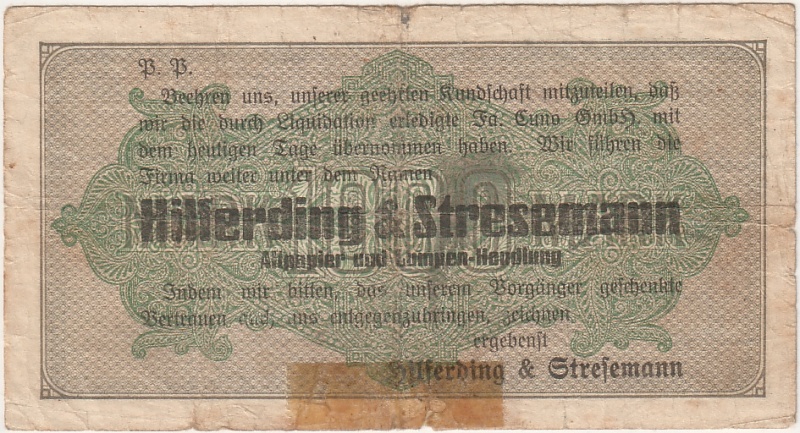 P. P.
Beehren uns, unserer geehrten Kundschaft mitzuteilen, daß
wir die durch Liquidation erledigte Fa. Cuno GmbH. mit
dem heutigen Tage übernommen haben. Wir führen die
Firma weiter unter dem Namen
1000 MARK
Hilferding & Stresemann
Altpapier und Lumpen-Handlung
Indem wir bitten, das unserem Vorgänger geschenkte
Vertrauen auch uns entgegenzubringen, zeichnen
ergebenst
Hilferding & Stresemann